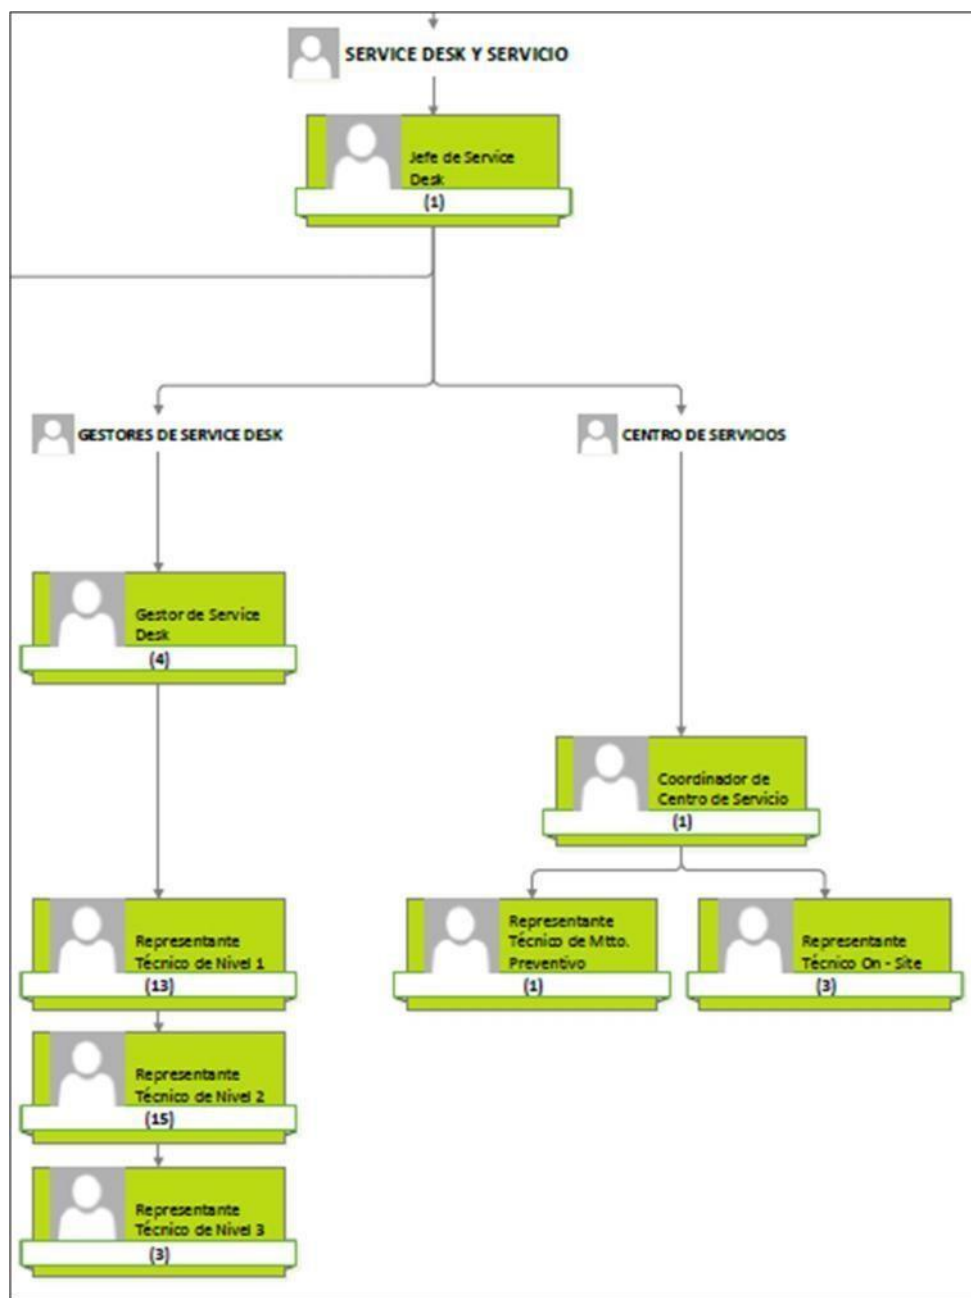 SERVICE DESK Y SERVICIO
Jefe de Service
Desk
(1)
GESTORES DE SERVICE DESK
CENTRO DE SERVICIOS
Gestor de Service
Desk
(4)
Coordinador de
Centro de Servicio
(1)
Representante
Técnico de Nivel 1
(13)
Representante
Técnico de Mtto.
Preventivo
(1)
Representante
Técnico On - Site
(3)
Representante
Técnico de Nivel 2
(15)
Representante
Técnico de Nivel 3
(3)